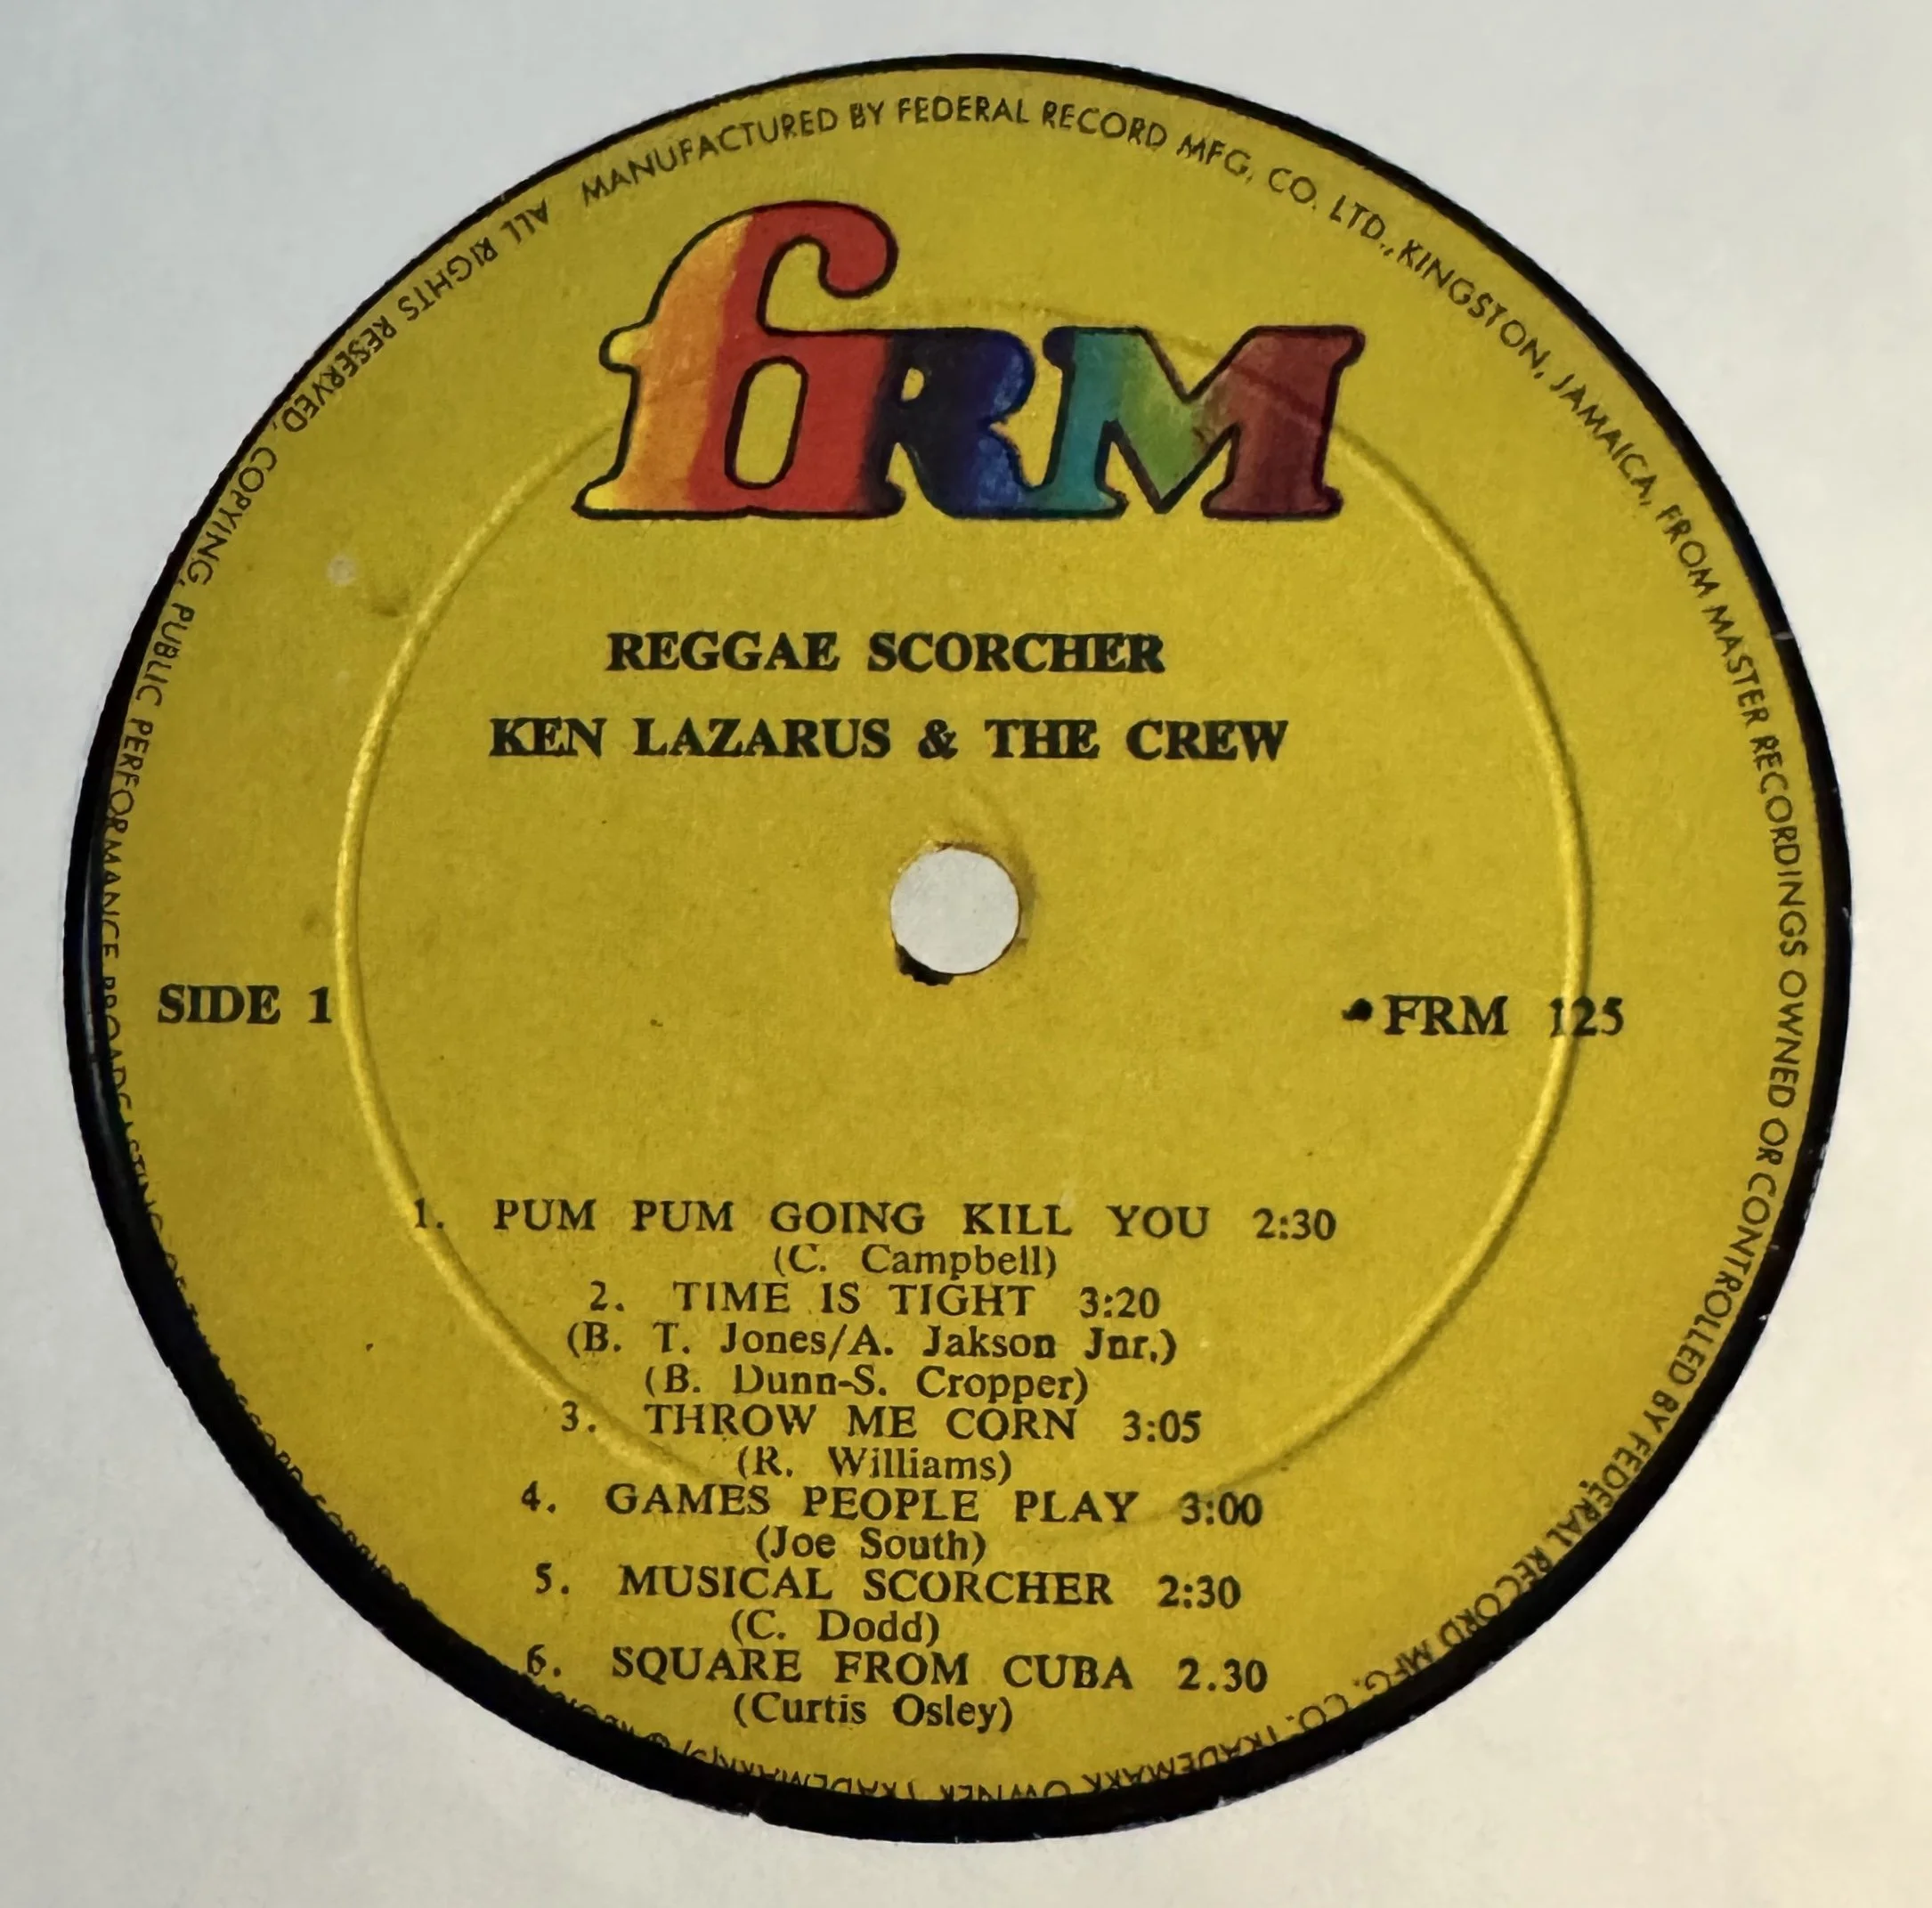 MANUFACTURED BY FEDERAL RECORD MFG. CO. LTD., KINGSTON, JAMAICA, FROM MASTER RECORDINGS OWNED OR CONTROLLED BY FEDERAL RECORD MFG. CO. TRADEMARK OWNER TRADEMARK
ALL RIGHTS RESERVED, COPYING, PUBLIC PERFORMANCE BROADCASTING
fRM
REGGAE SCORCHER
KEN LAZARUS & THE CREW
SIDE 1
FRM 125
1. PUM PUM GOING KILL YOU 2:30
(C. Campbell)
2. TIME IS TIGHT 3:20
(B. T. Jones/A. Jakson Jnr.)
(B. Dunn-S. Cropper)
3. THROW ME CORN 3:05
(R. Williams)
4. GAMES PEOPLE PLAY 3:00
(Joe South)
5. MUSICAL SCORCHER 2:30
(C. Dodd)
6. SQUARE FROM CUBA 2.30
(Curtis Osley)